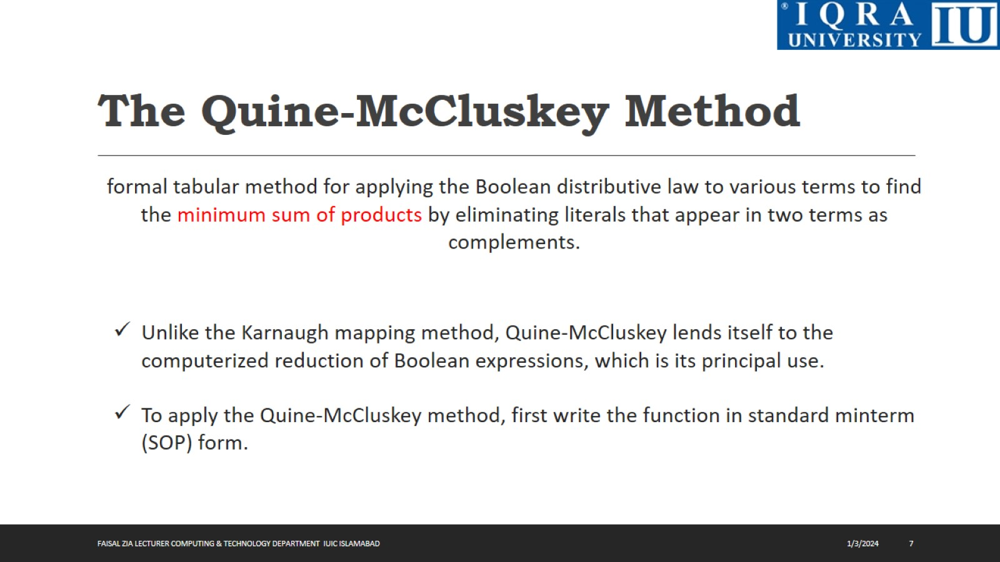 ® IQRA
UNIVERSITY IU
The Quine-McCluskey Method
formal tabular method for applying the Boolean distributive law to various terms to find
the minimum sum of products by eliminating literals that appear in two terms as
complements.
✓ Unlike the Karnaugh mapping method, Quine-McCluskey lends itself to the
computerized reduction of Boolean expressions, which is its principal use.
✓ To apply the Quine-McCluskey method, first write the function in standard minterm
(SOP) form.
FAISAL ZIA LECTURER COMPUTING & TECHNOLOGY DEPARTMENT IUIC ISLAMABAD 1/3/2024 7